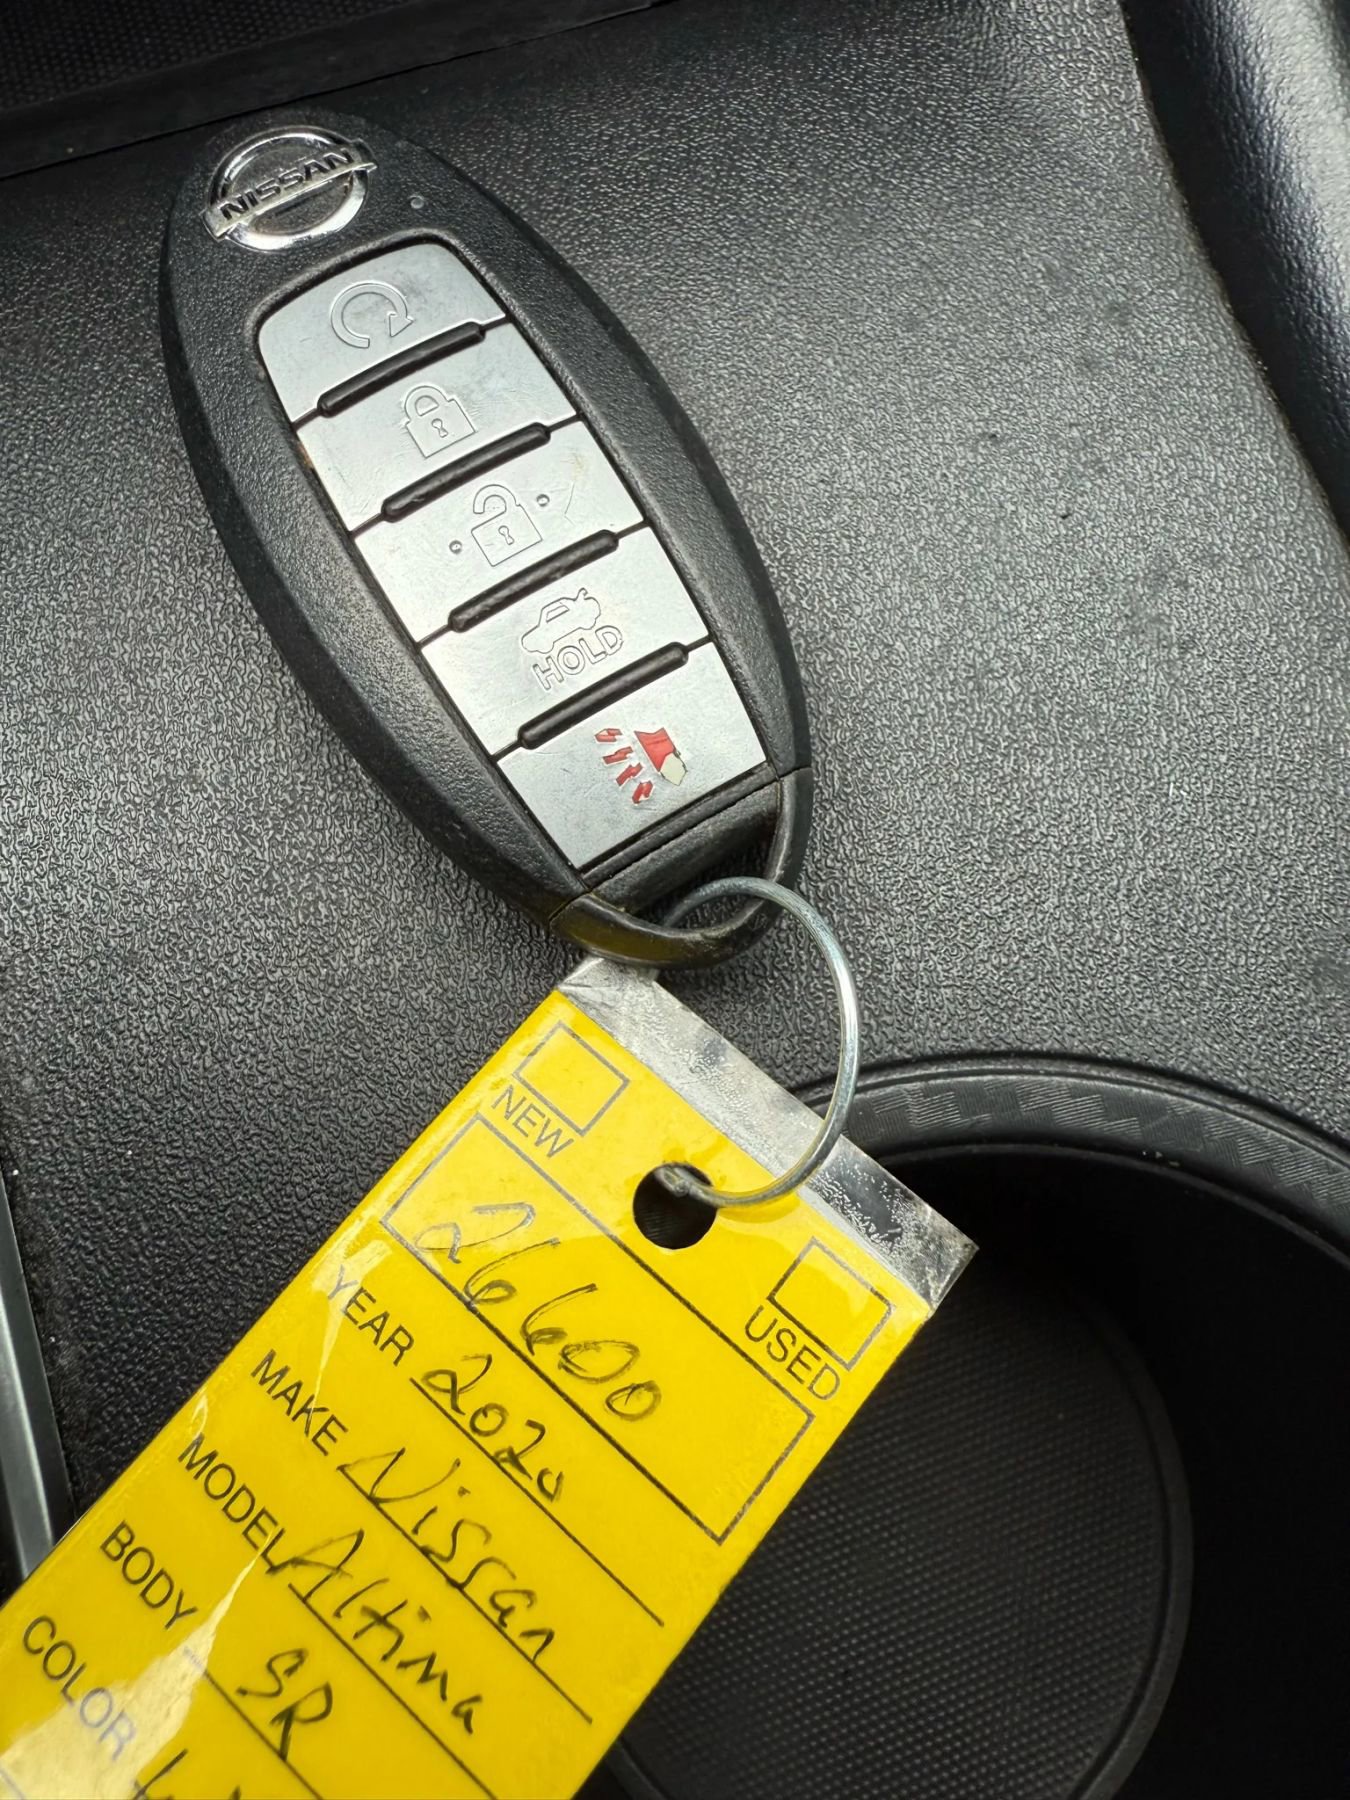 NISSAN
HOLD
NEW
USED
26600
YEAR 2020
MAKE Nissan
MODEL Altima
BODY SR
COLOR